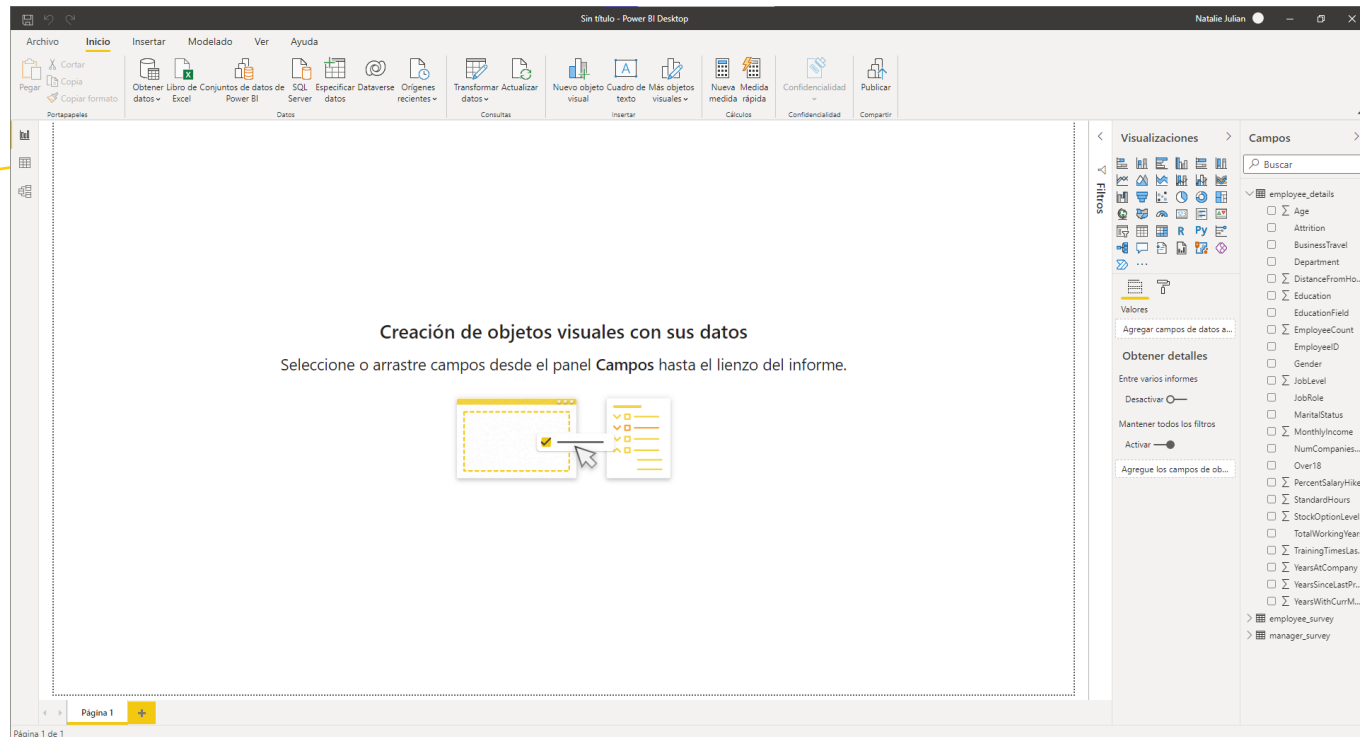 Sin título - Power BI Desktop
Natalie Julian
Archivo Inicio Insertar Modelado Ver Ayuda
Pegar
Cortar
Copia
Copiar formato
Portapapeles
Obtener datos
Libro de Excel
Conjuntos de datos de Power BI
SQL Server
Especificar datos
Dataverse
Orígenes recientes
Datos
Transformar datos
Actualizar
Consultas
Nuevo objeto visual
Cuadro de texto
Más objetos visuales
Insertar
Nueva medida
Medida rápida
Cálculos
Confidencialidad
Confidencialidad
Publicar
Compartir
Creación de objetos visuales con sus datos
Seleccione o arrastre campos desde el panel Campos hasta el lienzo del informe.
Filtros
Visualizaciones
R Py
Valores
Agregar campos de datos a...
Obtener detalles
Entre varios informes
Desactivar
Mantener todos los filtros
Activar
Agregue los campos de ob...
Campos
Buscar
employee_details
Age
Attrition
BusinessTravel
Department
DistanceFromHo...
Education
EducationField
EmployeeCount
EmployeeID
Gender
JobLevel
JobRole
MaritalStatus
MonthlyIncome
NumCompanies...
Over18
PercentSalaryHike
StandardHours
StockOptionLevel
TotalWorkingYear
TrainingTimesLas...
YearsAtCompany
YearsSinceLastPr...
YearsWithCurrM...
employee_survey
manager_survey
Página 1
Página 1 de 1